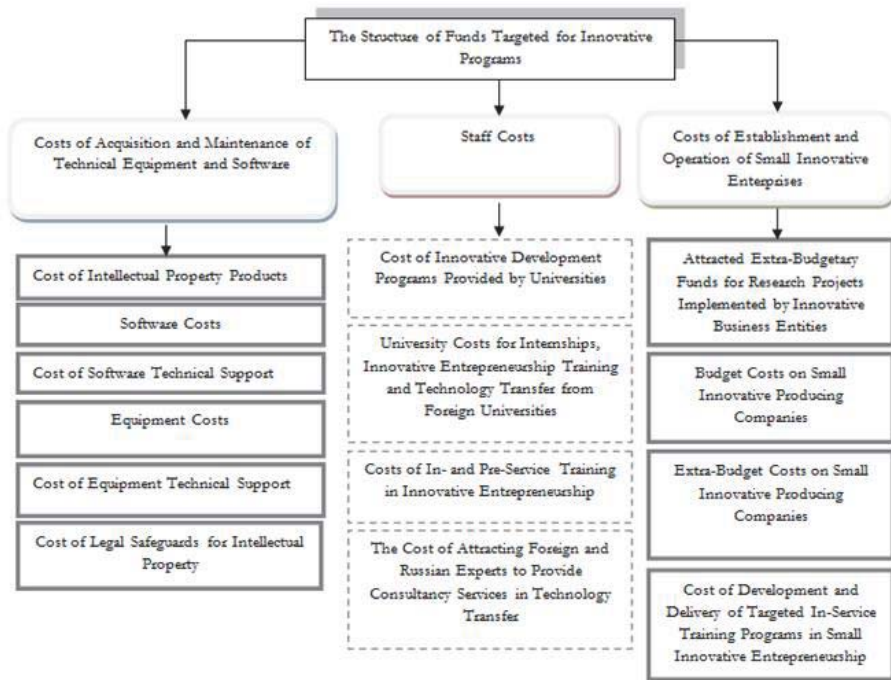 The Structure of Funds Targeted for Innovative
Programs
Costs of Acquisition and Maintenance of
Technical Equipment and Software
Cost of Intellectual Property Products
Software Costs
Cost of Software Technical Support
Equipment Costs
Cost of Equipment Technical Support
Cost of Legal Safeguards for Intellectual
Property
Staff Costs
Cost of Innovative Development
Programs Provided by Universities
University Costs for Internships,
Innovative Entrepreneurship Training
and Technology Transfer from
Foreign Universities
Costs of In- and Pre-Service Training
in Innovative Entrepreneurship
The Cost of Attracting Foreign and
Russian Experts to Provide
Consultancy Services in Technology
Transfer
Costs of Establishment and
Operation of Small Innovative
Enterprises
Attracted Extra-Budgetary
Funds for Research Projects
Implemented by Innovative
Business Entities
Budget Costs on Small
Innovative Producing
Companies
Extra-Budget Costs on Small
Innovative Producing
Companies
Cost of Development and
Delivery of Targeted In-Service
Training Programs in Small
Innovative Entrepreneurship